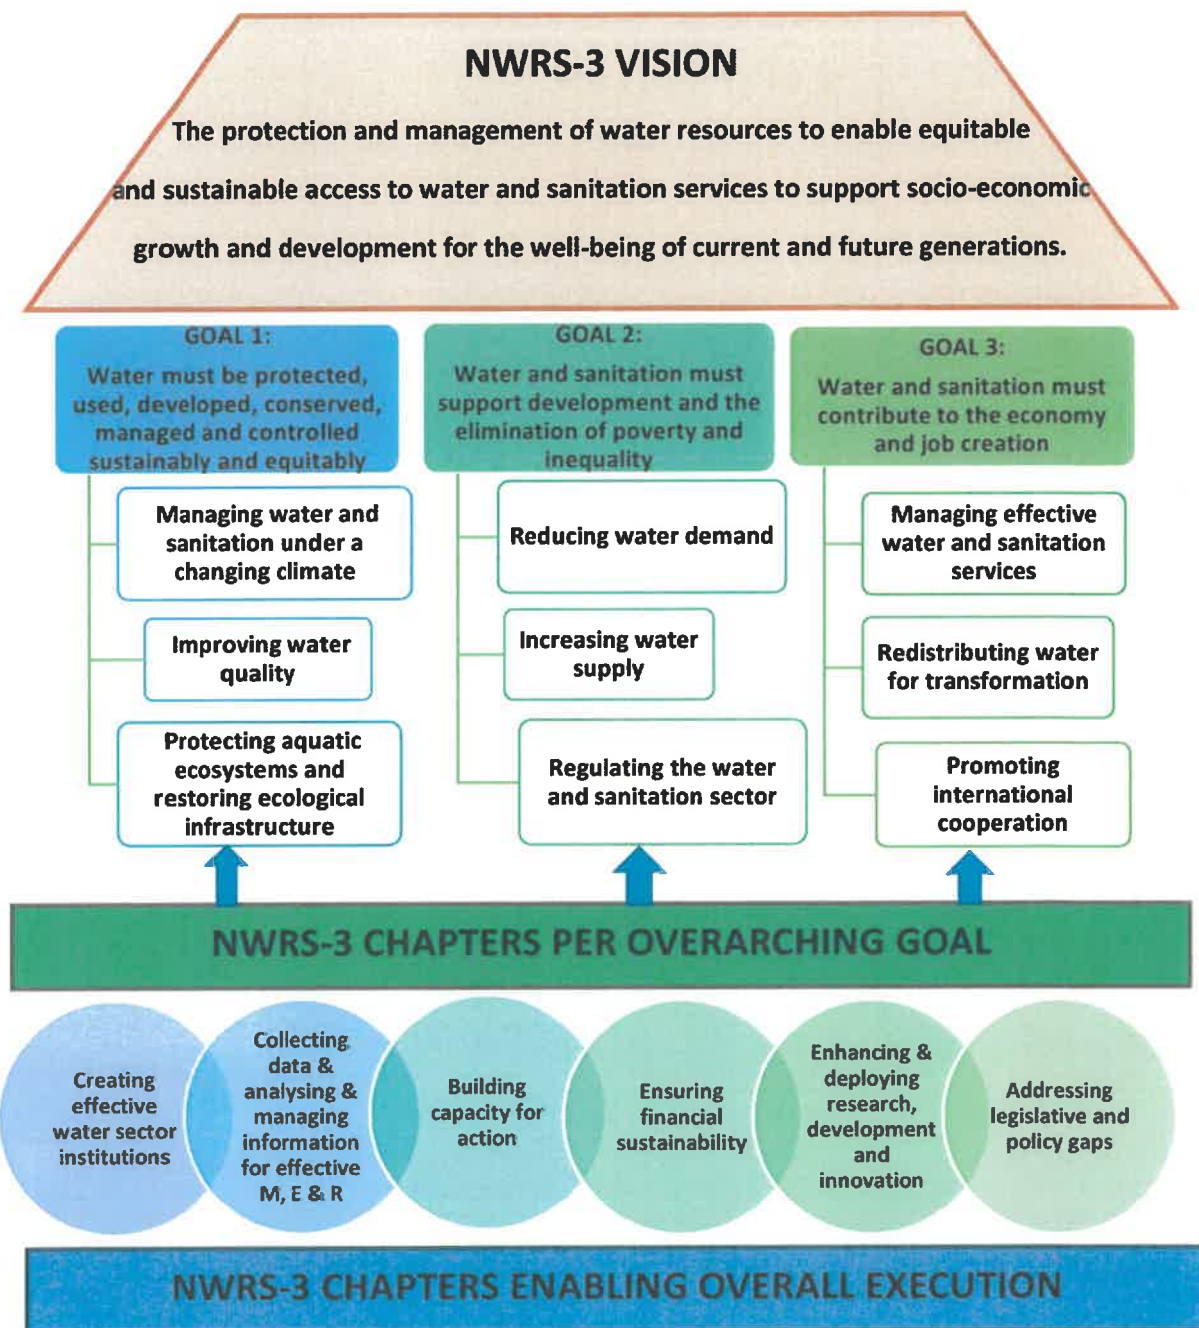 NWRS-3 VISION
The protection and management of water resources to enable equitable
and sustainable access to water and sanitation services to support socio-economic
growth and development for the well-being of current and future generations.
GOAL 1:
Water must be protected,
used, developed, conserved,
managed and controlled
sustainably and equitably
Managing water and
sanitation under a
changing climate
Improving water
quality
Protecting aquatic
ecosystems and
restoring ecological
infrastructure
GOAL 2:
Water and sanitation must
support development and the
elimination of poverty and
inequality
Reducing water demand
Increasing water
supply
Regulating the water
and sanitation sector
GOAL 3:
Water and sanitation must
contribute to the economy
and job creation
Managing effective
water and sanitation
services
Redistributing water
for transformation
Promoting
international
cooperation
NWRS-3 CHAPTERS PER OVERARCHING GOAL
Creating
effective
water sector
institutions
Collecting
data &
analysing &
managing
information
for effective
M, E & R
Building
capacity for
action
Ensuring
financial
sustainability
Enhancing &
deploying
research,
development
and
innovation
Addressing
legislative and
policy gaps
NWRS-3 CHAPTERS ENABLING OVERALL EXECUTION